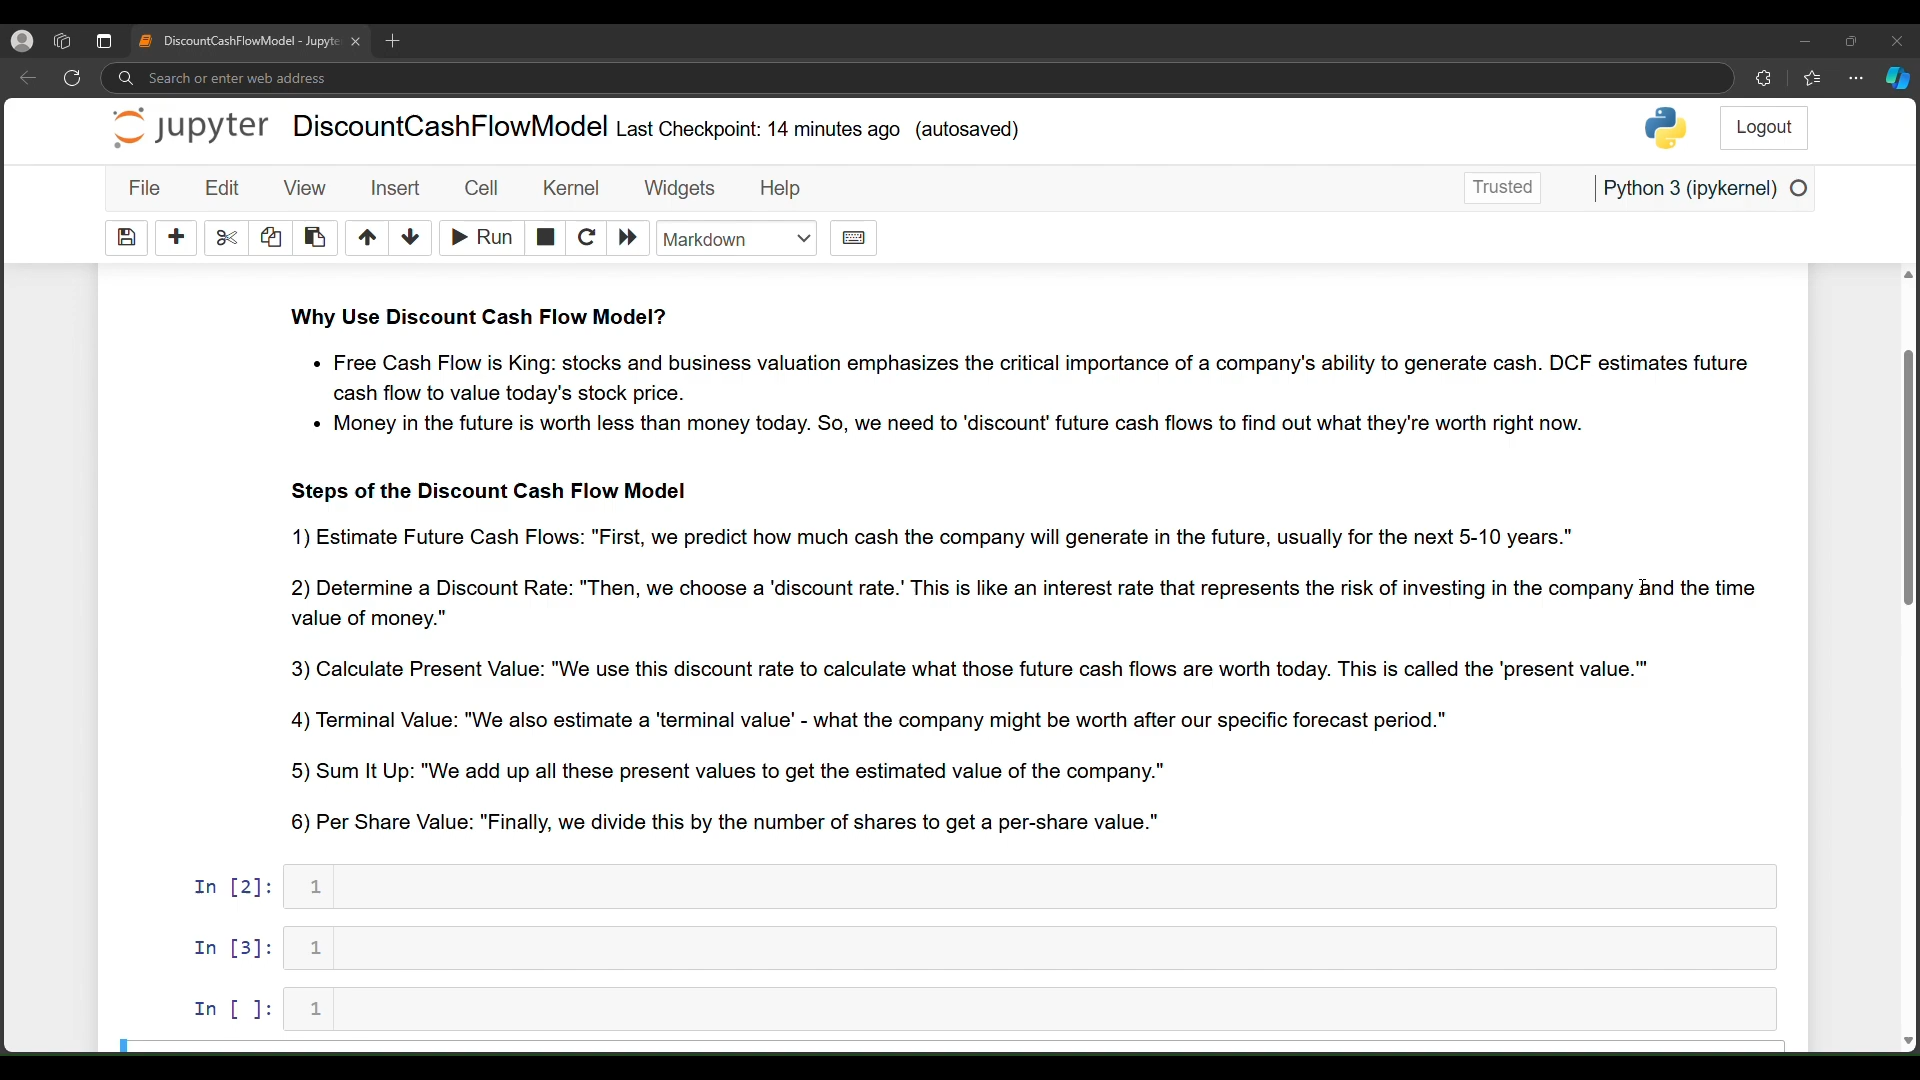 DiscountCashFlowModel - Jupyte
Search or enter web address
jupyter DiscountCashFlowModel Last Checkpoint: 14 minutes ago (autosaved)
Logout
File Edit View Insert Cell Kernel Widgets Help
Trusted
Python 3 (ipykernel)
Run
Markdown
Why Use Discount Cash Flow Model?
• Free Cash Flow is King: stocks and business valuation emphasizes the critical importance of a company's ability to generate cash. DCF estimates future
cash flow to value today's stock price.
• Money in the future is worth less than money today. So, we need to 'discount' future cash flows to find out what they're worth right now.
Steps of the Discount Cash Flow Model
1) Estimate Future Cash Flows: "First, we predict how much cash the company will generate in the future, usually for the next 5-10 years."
2) Determine a Discount Rate: "Then, we choose a 'discount rate.' This is like an interest rate that represents the risk of investing in the company and the time
value of money."
3) Calculate Present Value: "We use this discount rate to calculate what those future cash flows are worth today. This is called the 'present value.'"
4) Terminal Value: "We also estimate a 'terminal value' - what the company might be worth after our specific forecast period."
5) Sum It Up: "We add up all these present values to get the estimated value of the company."
6) Per Share Value: "Finally, we divide this by the number of shares to get a per-share value."
In [2]: 1
In [3]: 1
In [ ]: 1